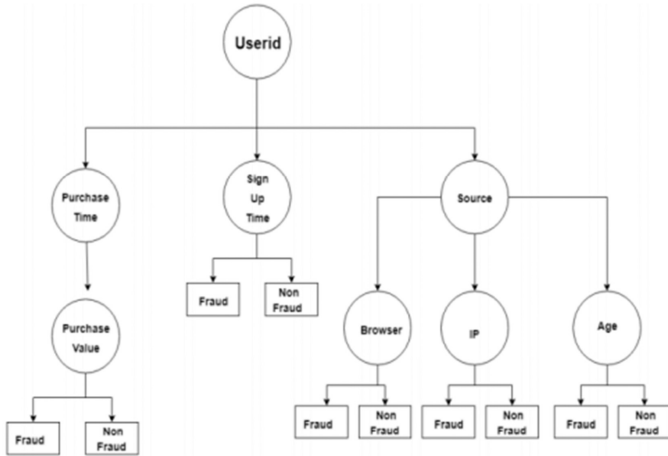 Userid
Purchase
Time
Sign
Up
Time
Source
Fraud
Non
Fraud
Purchase
Value
Browser
IP
Age
Fraud
Non
Fraud
Fraud
Non
Fraud
Fraud
Non
Fraud
Fraud
Non
Fraud